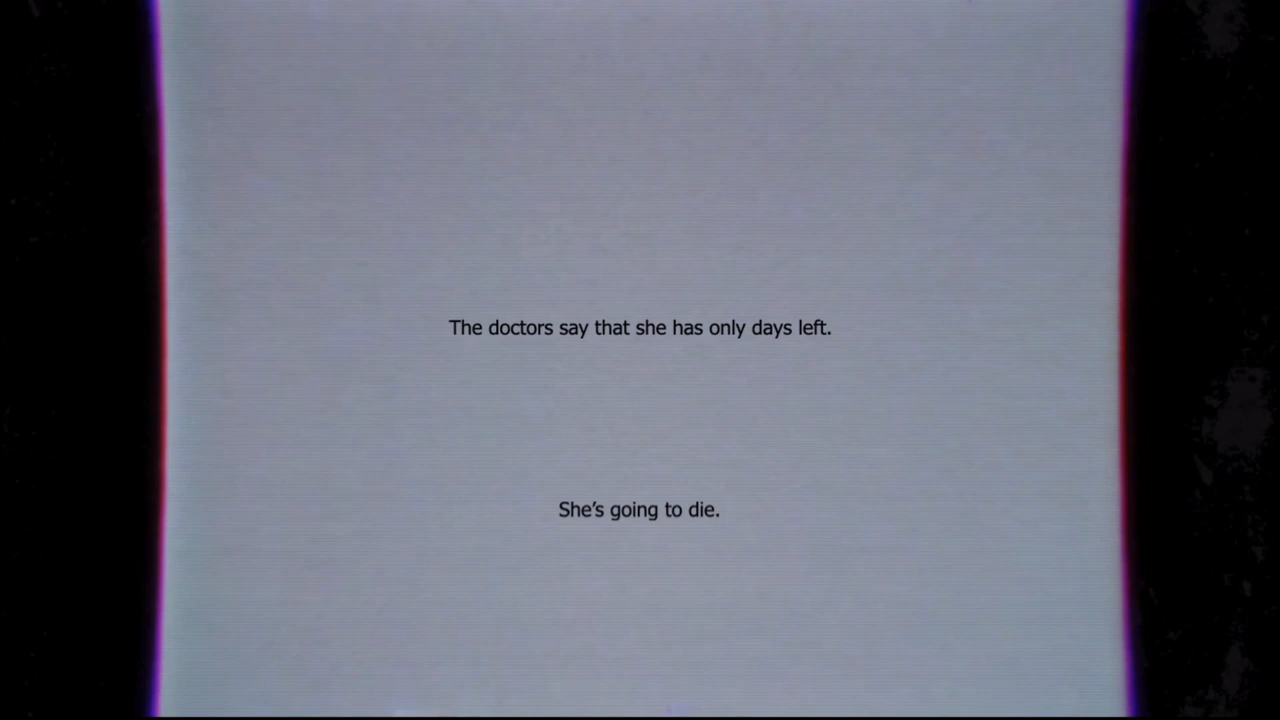 The doctors say that she has only days left.
She’s going to die.